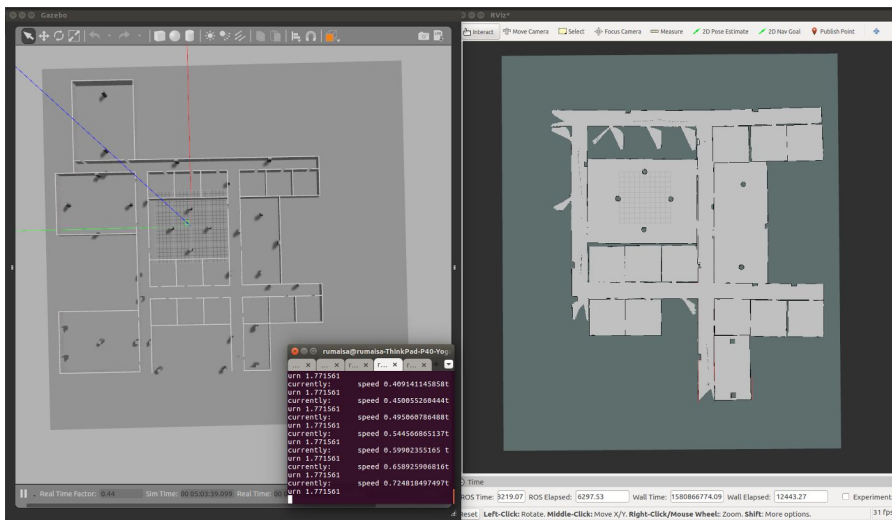 Gazebo
RViz*
Interact Move Camera Select Focus Camera Measure 2D Pose Estimate 2D Nav Goal Publish Point
rumaisa@rumaisa-ThinkPad-P40-Yog
... × ... × r... × r... × r... ×
urn 1.771561
currently: speed 0.409141145858t
urn 1.771561
currently: speed 0.450055260444t
urn 1.771561
currently: speed 0.495060786488t
urn 1.771561
currently: speed 0.544566865137t
urn 1.771561
currently: speed 0.59902355165 t
urn 1.771561
currently: speed 0.658925906816t
urn 1.771561
currently: speed 0.724818497497t
urn 1.771561
Real Time Factor: 0.44 Sim Time: 00 05:03:39.099 Real Time: 00
Time
ROS Time: 3219.07 ROS Elapsed: 6297.53 Wall Time: 1580866774.09 Wall Elapsed: 12443.27 Experiment
Reset Left-Click: Rotate. Middle-Click: Move X/Y. Right-Click/Mouse Wheel: Zoom. Shift: More options. 31 fps